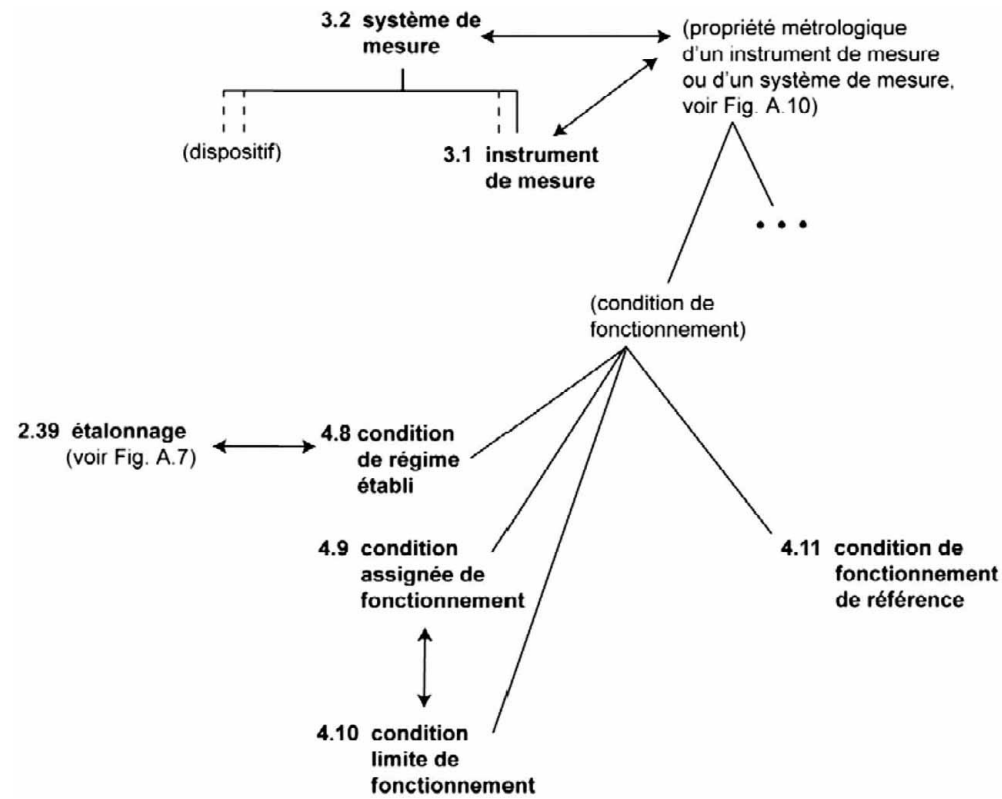 3.2 système de
mesure
(propriété métrologique
d'un instrument de mesure
ou d'un système de mesure,
voir Fig. A.10)
(dispositif)
3.1 instrument
de mesure
• • •
(condition de
fonctionnement)
2.39 étalonnage
(voir Fig. A.7)
4.8 condition
de régime
établi
4.9 condition
assignée de
fonctionnement
4.11 condition de
fonctionnement
de référence
4.10 condition
limite de
fonctionnement